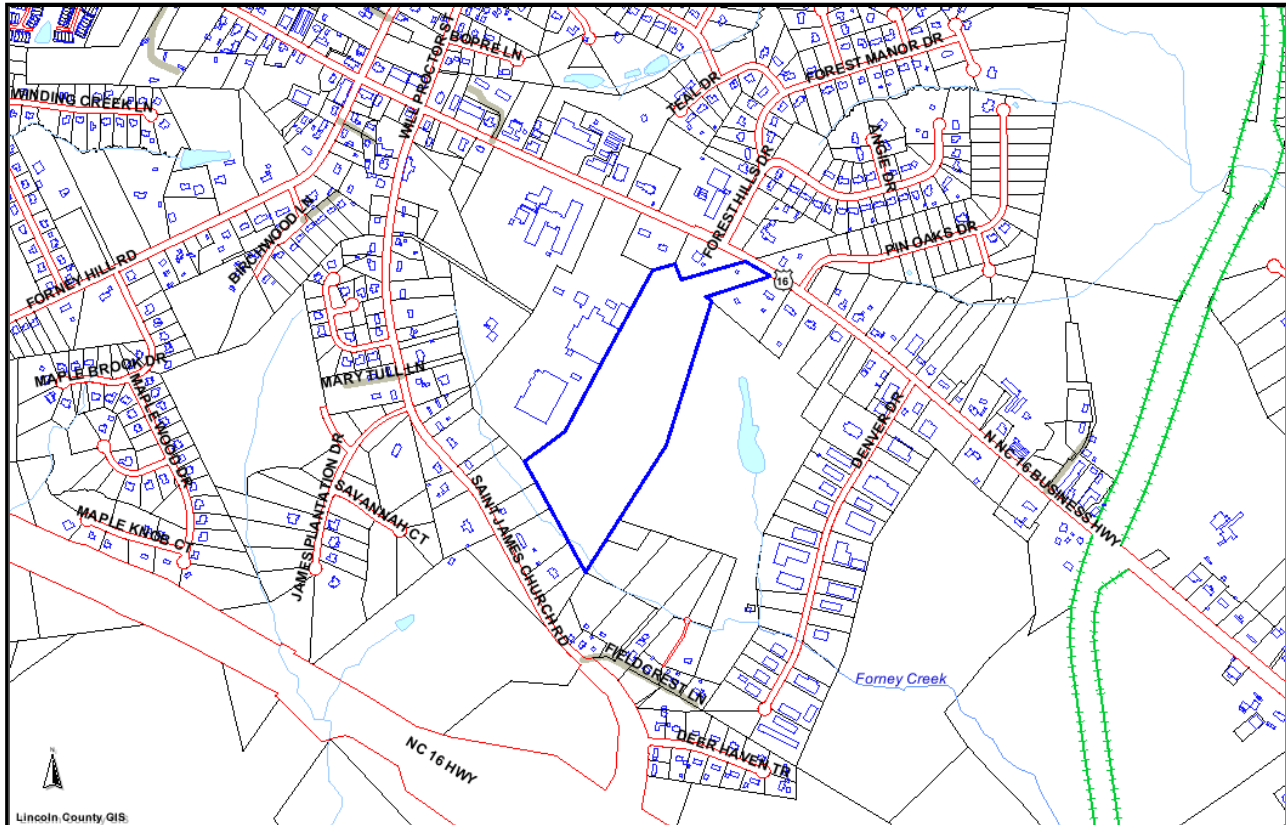 BOPRE LN
WILL PROCTOR ST
FOREST MANOR DR
TEAL DR
WINDING CREEK LN
ANGIE DR
FOREST HILLS DR
BIRCHWOOD LN
PIN OAKS DR
FORNEY HILL RD
16
MAPLE BROOK DR
MARY TULL LN
MAPLEWOOD DR
DENVER DR
N NC 16 BUSINESS HWY
JAMES PLANTATION DR
SAVANNAH CT
SAINT JAMES CHURCH RD
MAPLE KNOB CT
FIELDCREST LN
Forney Creek
NC 16 HWY
DEER HAVEN TR
N
Lincoln County GIS